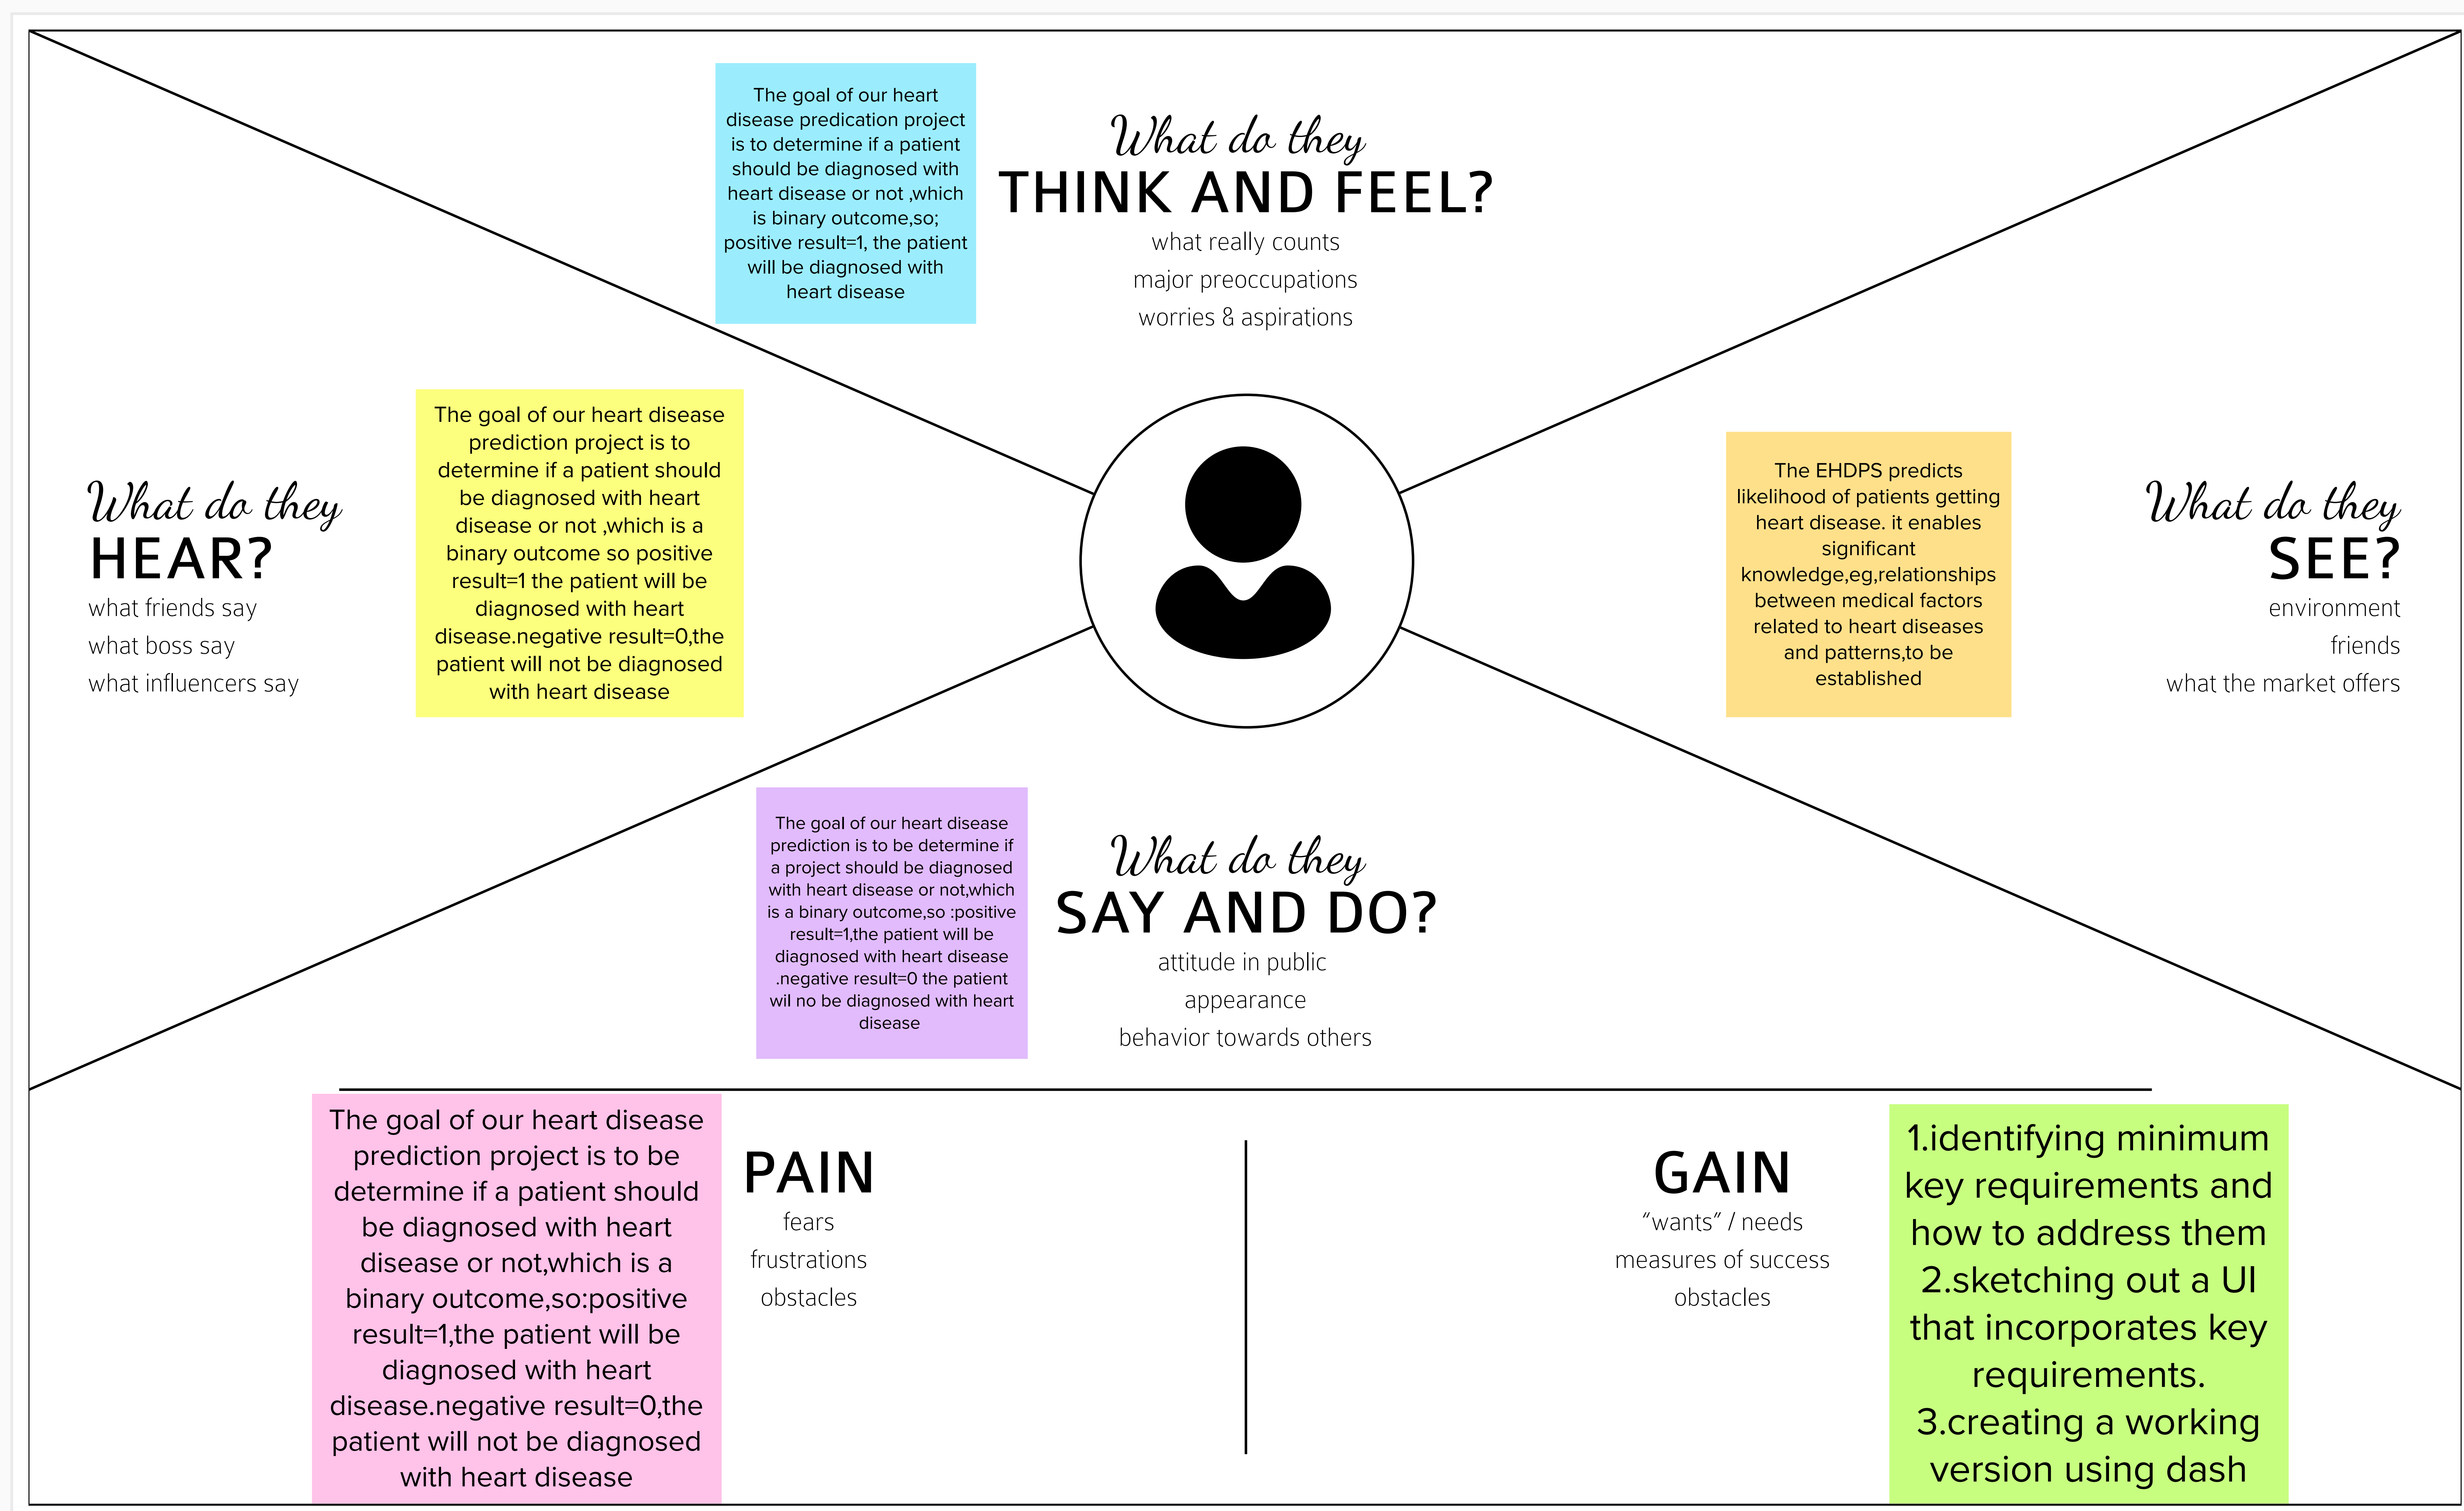 The goal of our heart
disease predication project
is to determine if a patient
should be diagnosed with
heart disease or not ,which
is binary outcome,so;
positive result=1, the patient
will be diagnosed with
heart disease
What do they
THINK AND FEEL?
what really counts
major preoccupations
worries & aspirations
What do they
HEAR?
what friends say
what boss say
what influencers say
The goal of our heart disease
prediction project is to
determine if a patient should
be diagnosed with heart
disease or not ,which is a
binary outcome so positive
result=1 the patient will be
diagnosed with heart
disease.negative result=0,the
patient will not be diagnosed
with heart disease
The EHDPS predicts
likelihood of patients getting
heart disease. it enables
significant
knowledge,eg,relationships
between medical factors
related to heart diseases
and patterns,to be
established
What do they
SEE?
environment
friends
what the market offers
The goal of our heart disease
prediction is to be determine if
a project should be diagnosed
with heart disease or not,which
is a binary outcome,so :positive
result=1,the patient will be
diagnosed with heart disease
.negative result=0 the patient
wil no be diagnosed with heart
disease
What do they
SAY AND DO?
attitude in public
appearance
behavior towards others
The goal of our heart disease
prediction project is to be
determine if a patient should
be diagnosed with heart
disease or not,which is a
binary outcome,so:positive
result=1,the patient will be
diagnosed with heart
disease.negative result=0,the
patient will not be diagnosed
with heart disease
PAIN
fears
frustrations
obstacles
GAIN
“wants” / needs
measures of success
obstacles
1.identifying minimum
key requirements and
how to address them
2.sketching out a UI
that incorporates key
requirements.
3.creating a working
version using dash